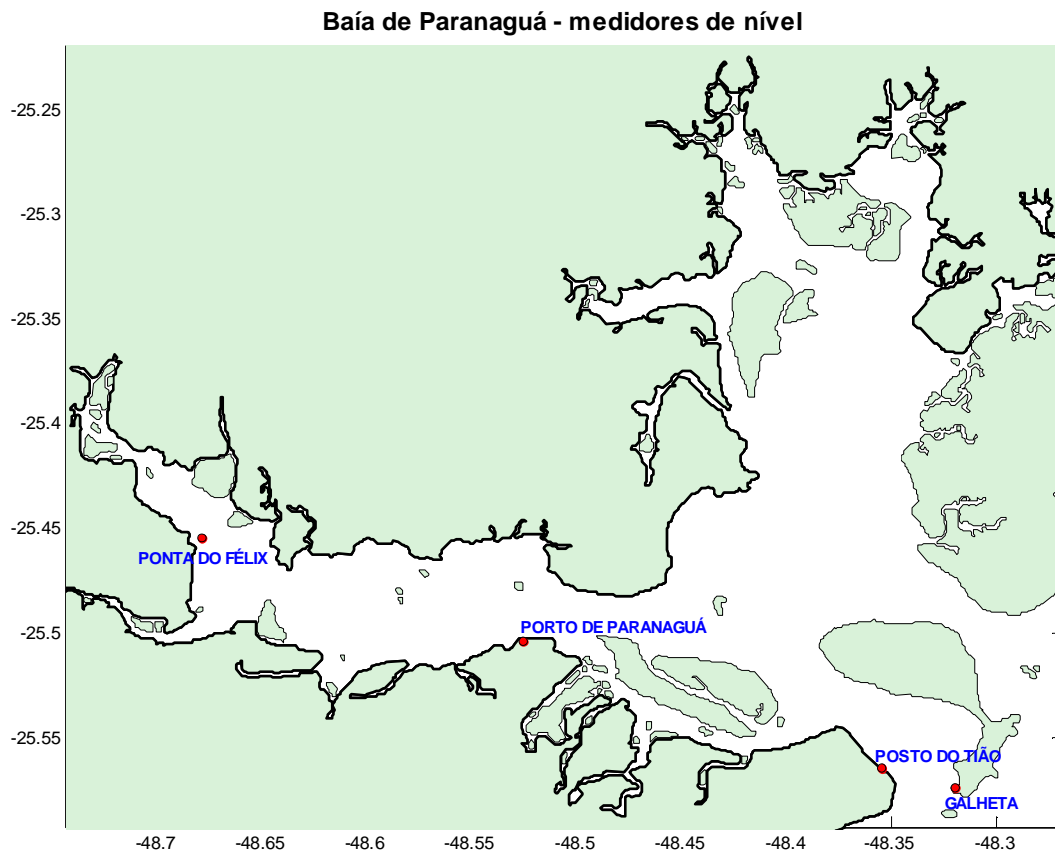 Baía de Paranaguá - medidores de nível
-25.25
-25.3
-25.35
-25.4
-25.45
PONTA DO FÉLIX
-25.5
PORTO DE PARANAGUÁ
-25.55
POSTO DO TIÃO
GALHETA
-48.7 -48.65 -48.6 -48.55 -48.5 -48.45 -48.4 -48.35 -48.3